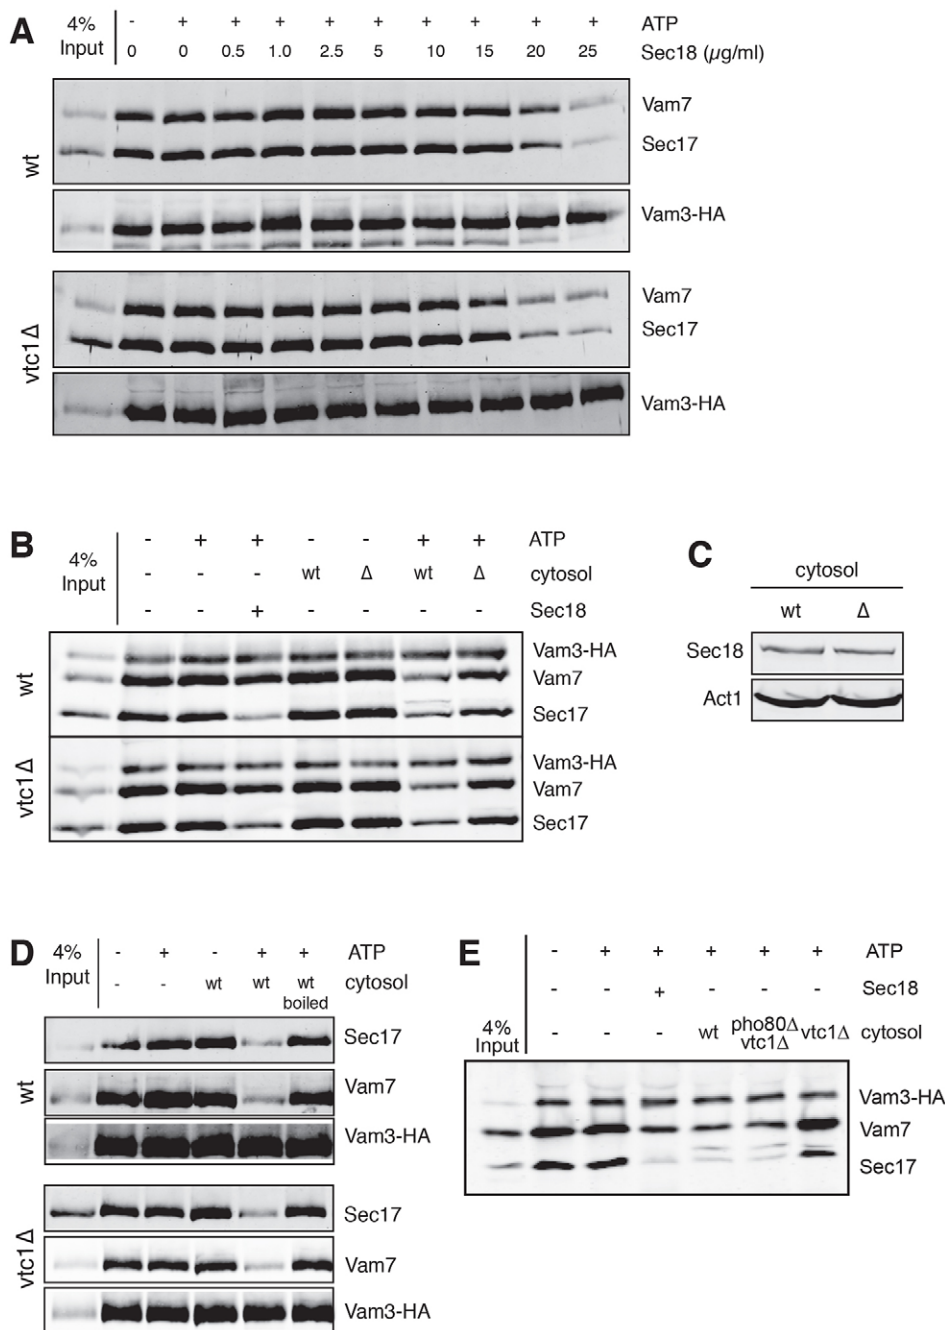 A
4% Input
- + + + + + + + + + ATP
0 0 0.5 1.0 2.5 5 10 15 20 25 Sec18 (µg/ml)
wt
Vam7
Sec17
Vam3-HA
vtc1Δ
Vam7
Sec17
Vam3-HA
B
4% Input
- + + - - + + ATP
- - - wt Δ wt Δ cytosol
- - + - - - - Sec18
wt
Vam3-HA
Vam7
Sec17
vtc1Δ
Vam3-HA
Vam7
Sec17
C
cytosol
wt Δ
Sec18
Act1
D
4% Input
- + - + + ATP
- - wt wt wt boiled cytosol
wt
Sec17
Vam7
Vam3-HA
vtc1Δ
Sec17
Vam7
Vam3-HA
E
4% Input
- + + + + + ATP
- - + - - - Sec18
- - - wt pho80Δ vtc1Δ vtc1Δ cytosol
Vam3-HA
Vam7
Sec17